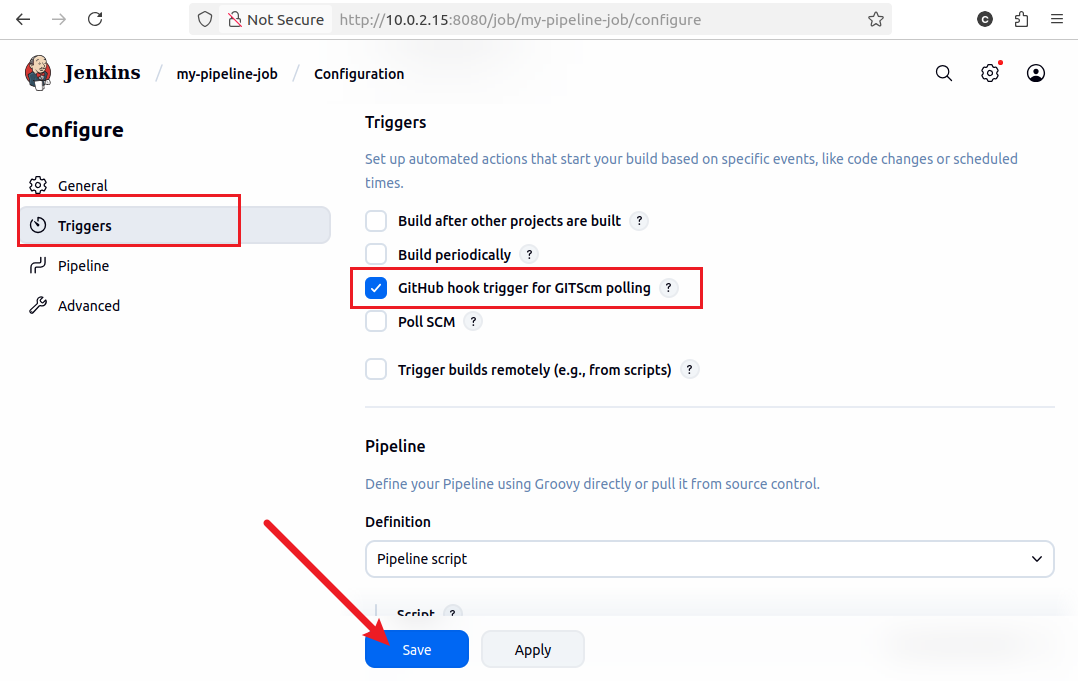 Not Secure http://10.0.2.15:8080/job/my-pipeline-job/configure C
Jenkins / my-pipeline-job / Configuration
Configure
General
Triggers
Pipeline
Advanced
Triggers
Set up automated actions that start your build based on specific events, like code changes or scheduled
times.
Build after other projects are built ?
Build periodically ?
GitHub hook trigger for GITScm polling ?
Poll SCM ?
Trigger builds remotely (e.g., from scripts) ?
Pipeline
Define your Pipeline using Groovy directly or pull it from source control.
Definition
Pipeline script
Script ?
Save Apply